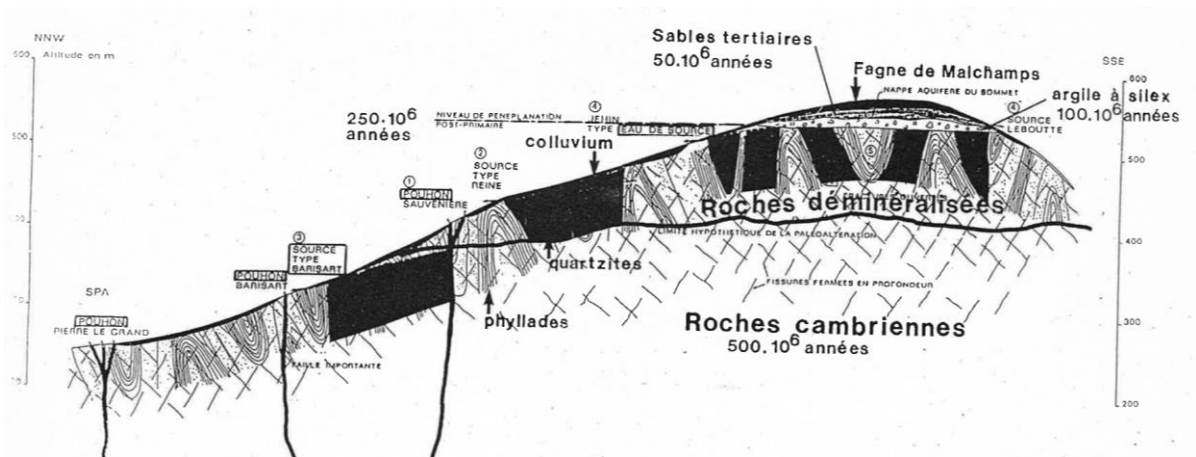 NNW
Altitude en m
600
500
Sables tertiaires
50.10⁶ années
Fagne de Malchamps
NAPPE AQUIFERE DU SOMMET
SSE
600
argile à silex
100.10⁶ années
④
SOURCE
LEBOUTTE
250.10⁶
années
NIVEAU DE PENEPLANATION
POST-PRIMAIRE
④
JEHIN
TYPE
EAU DE SOURCE
colluvium
②
SOURCE
TYPE
REINE
①
POUHON
SAUVENIERE
⑤
500
Roches déminéralisées
LIMITE HYPOTHETIQUE DE LA PALEOALTERATION
400
③
SOURCE
TYPE
BARISART
POUHON
BARISART
quartzites
FISSURES FERMEES EN PROFONDEUR
SPA
POUHON
PIERRE LE GRAND
phyllades
Roches cambriennes
500.10⁶ années
300
FAILLE IMPORTANTE
200